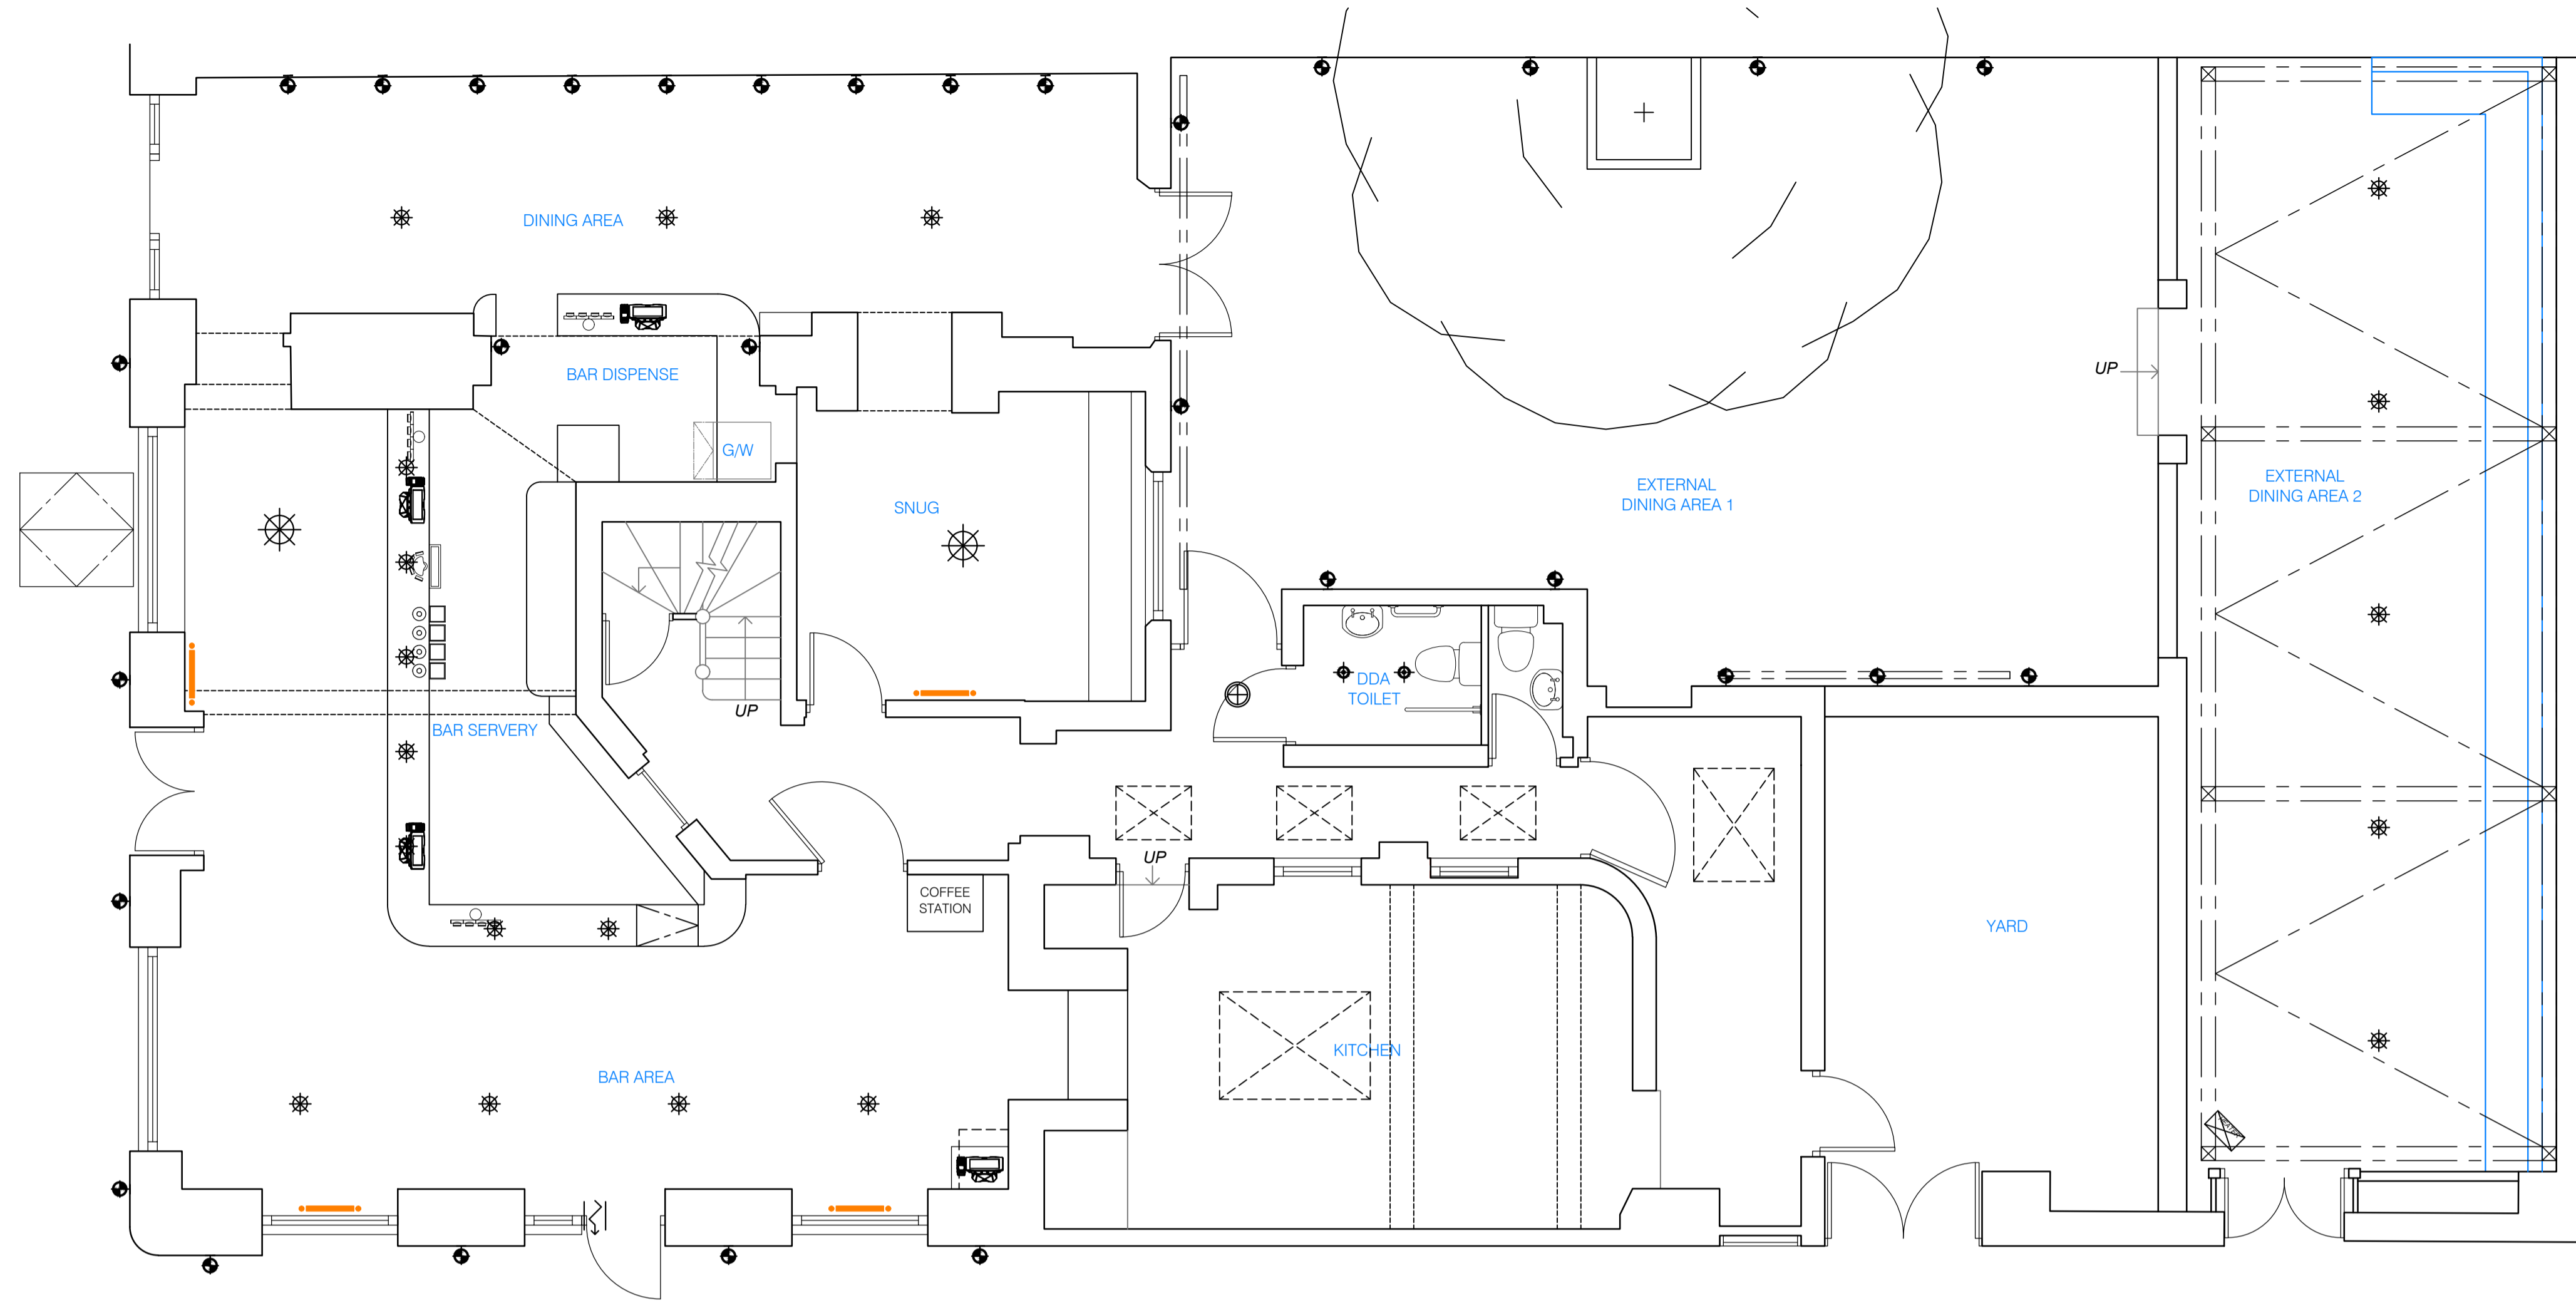 DINING AREA
BAR DISPENSE
UP
G/W
EXTERNAL
DINING AREA 1
EXTERNAL
DINING AREA 2
SNUG
DDA
TOILET
UP
BAR SERVERY
UP
COFFEE
STATION
YARD
KITCHEN
BAR AREA